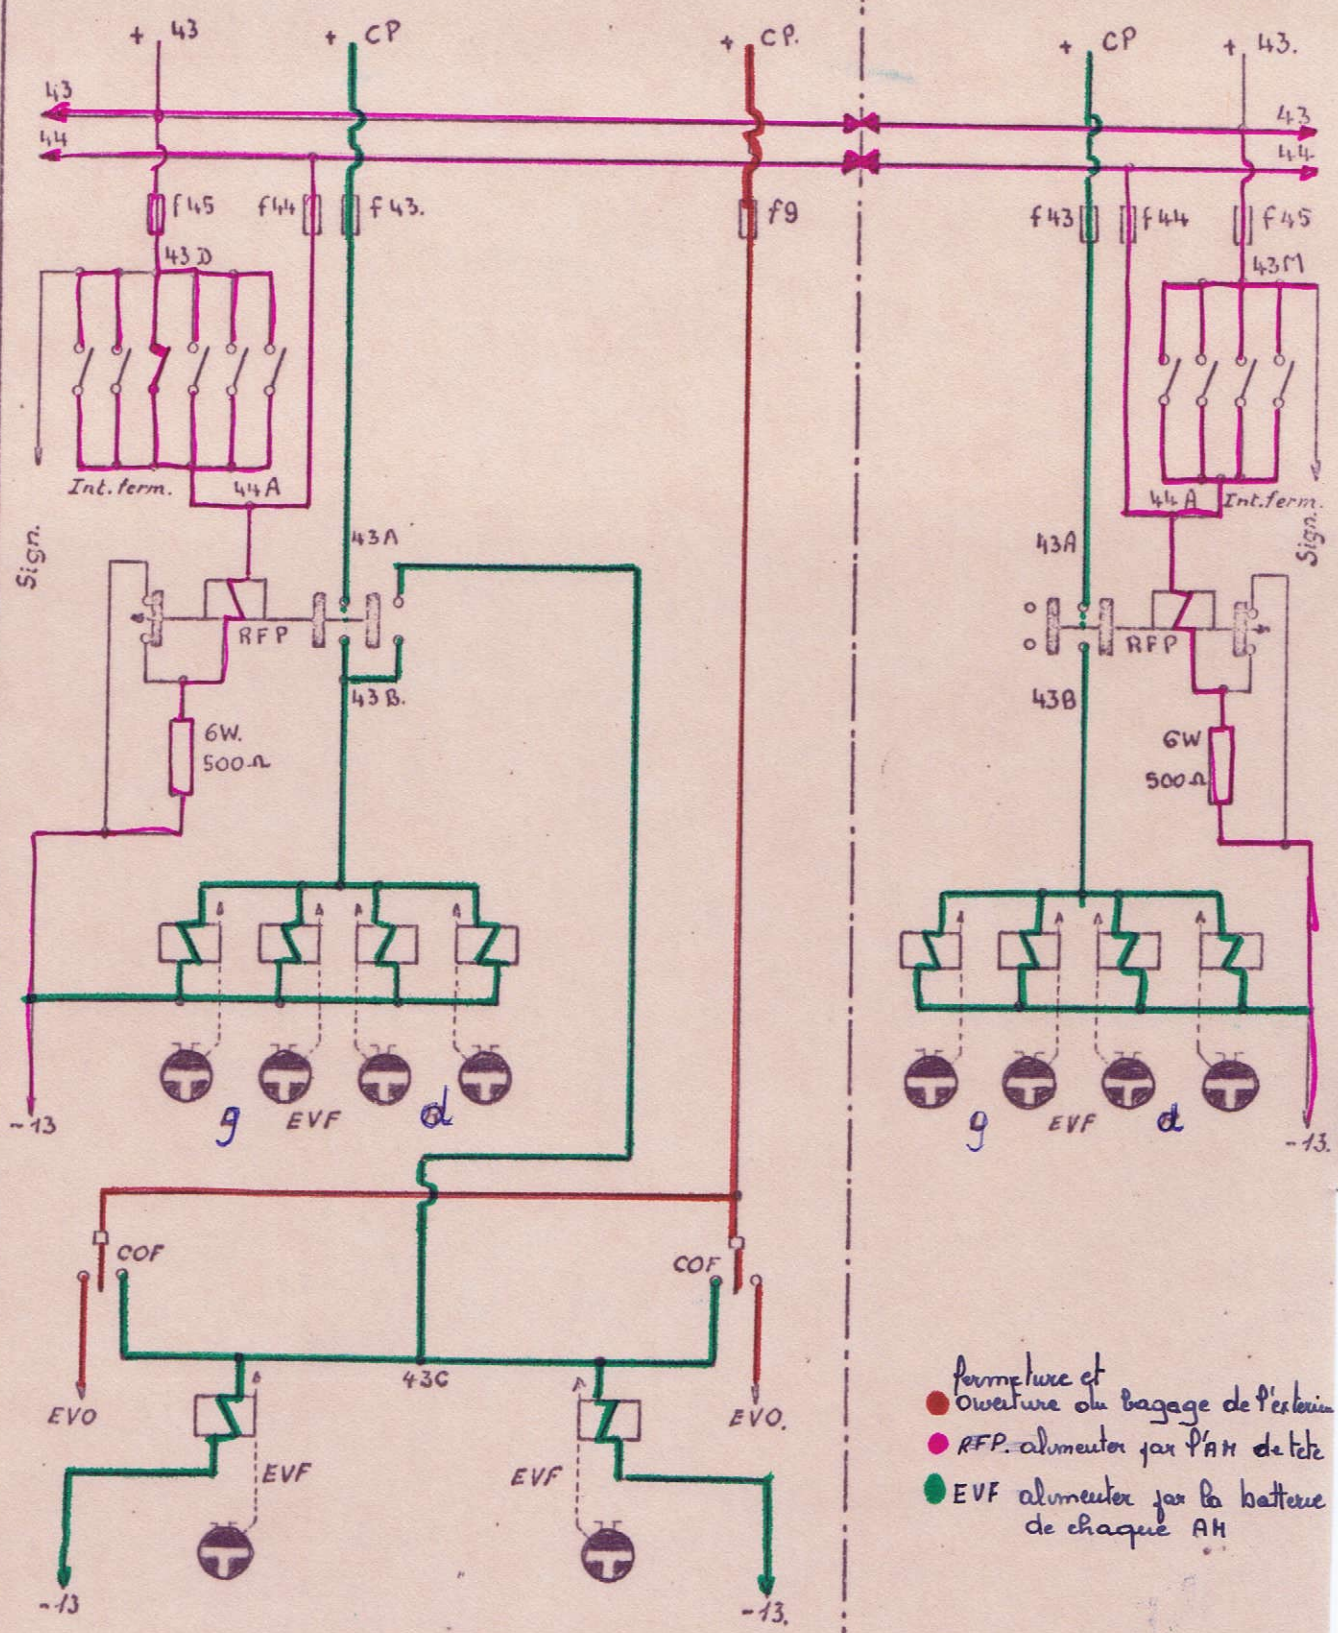 + 43
+ CP
+ CP.
+ CP
+ 43.
43
43
44
44
f45
f44
f43.
f9
f43
f44
f45
43D
43M
Int. ferm.
44A
44A
Int. ferm.
Sign.
Sign.
43A
43A
RFP
RFP
43B.
43B
6W.
500Ω
6W
500Ω
-13
g
EVF
d
g
EVF
d
-13.
COF
COF
43C
EVO
EVO.
EVF
EVF
-13
-13.
fermeture et
ouverture du bagage de l'extérieur
RFP. alimenter par l'AM de tete
EVF alimenter par la batterie
de chaque AM